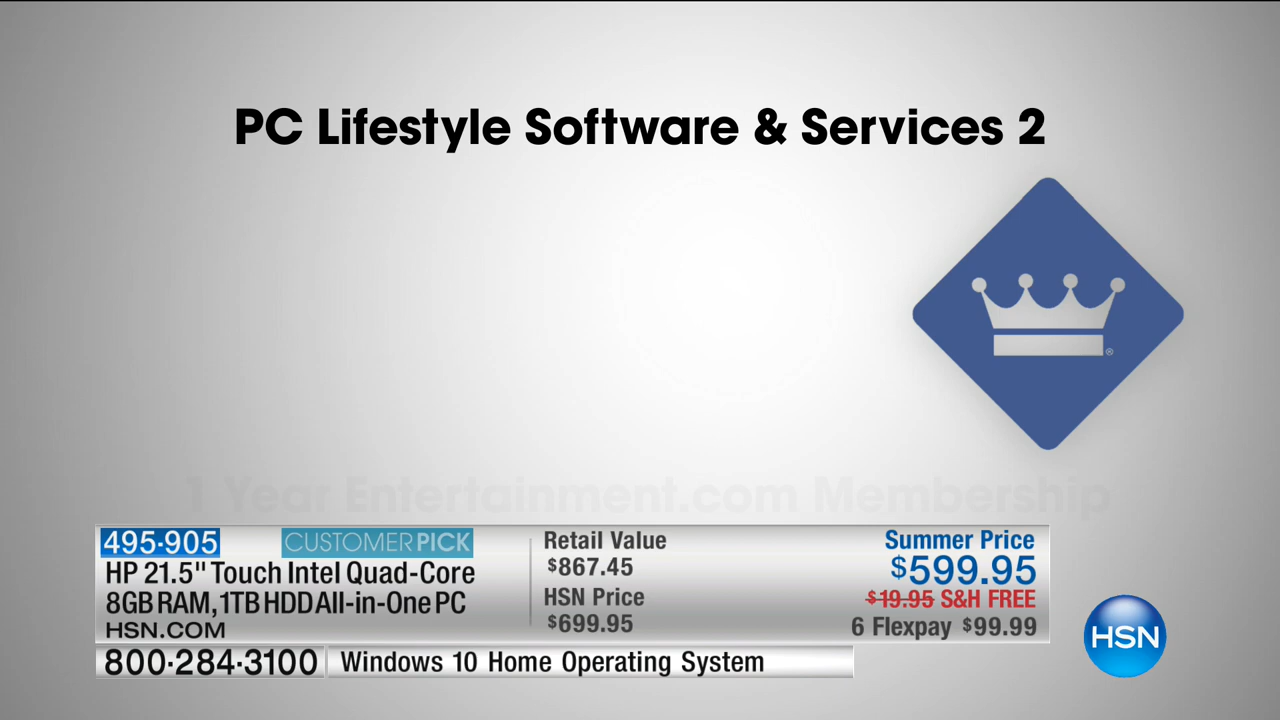 PC Lifestyle Software & Services 2
®
1 Year Entertainment.com Membership
495·905 CUSTOMERPICK
HP 21.5" Touch Intel Quad-Core
8GB RAM, 1TB HDD All-in-One PC
HSN.COM
Retail Value
$867.45
HSN Price
$699.95
Summer Price
$599.95
$19.95 S&H FREE
6 Flexpay $99.99
HSN
800·284·3100 Windows 10 Home Operating System